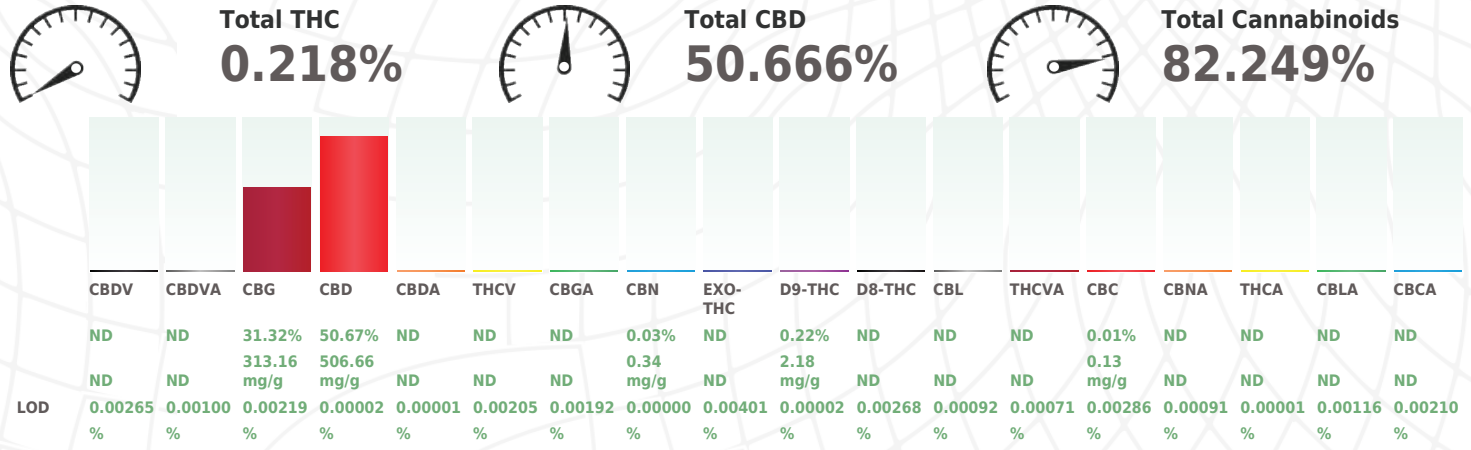 Total THC Total CBD Total Cannabinoids
0.218% 50.666% 82.249%
CBDV CBDVA CBG CBD CBDA THCV CBGA CBN EXO- D9-THC D8-THC CBL THCVA CBC CBNA THCA CBLA CBCA
THC
ND ND 31.32% 50.67% ND ND ND 0.03% ND 0.22% ND ND ND 0.01% ND ND ND ND
313.16 506.66 0.34 2.18 0.13
ND ND mg/g mg/g ND ND ND mg/g ND mg/g ND ND ND mg/g ND ND ND ND
LOD 0.00265 0.00100 0.00219 0.00002 0.00001 0.00205 0.00192 0.00000 0.00401 0.00002 0.00268 0.00092 0.00071 0.00286 0.00091 0.00001 0.00116 0.00210
% % % % % % % % % % % % % % % % % %